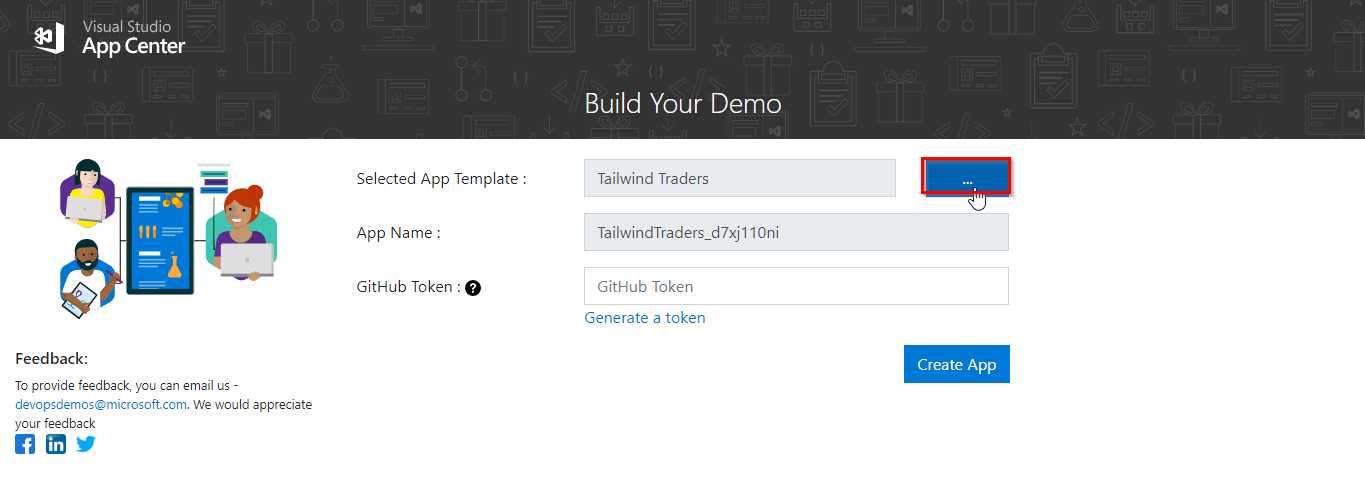 Visual Studio
App Center
Build Your Demo
Selected App Template :
Tailwind Traders
...
App Name :
TailwindTraders_d7xj110ni
GitHub Token : ?
GitHub Token
Generate a token
Create App
Feedback:
To provide feedback, you can email us -
devopsdemos@microsoft.com. We would appreciate
your feedback